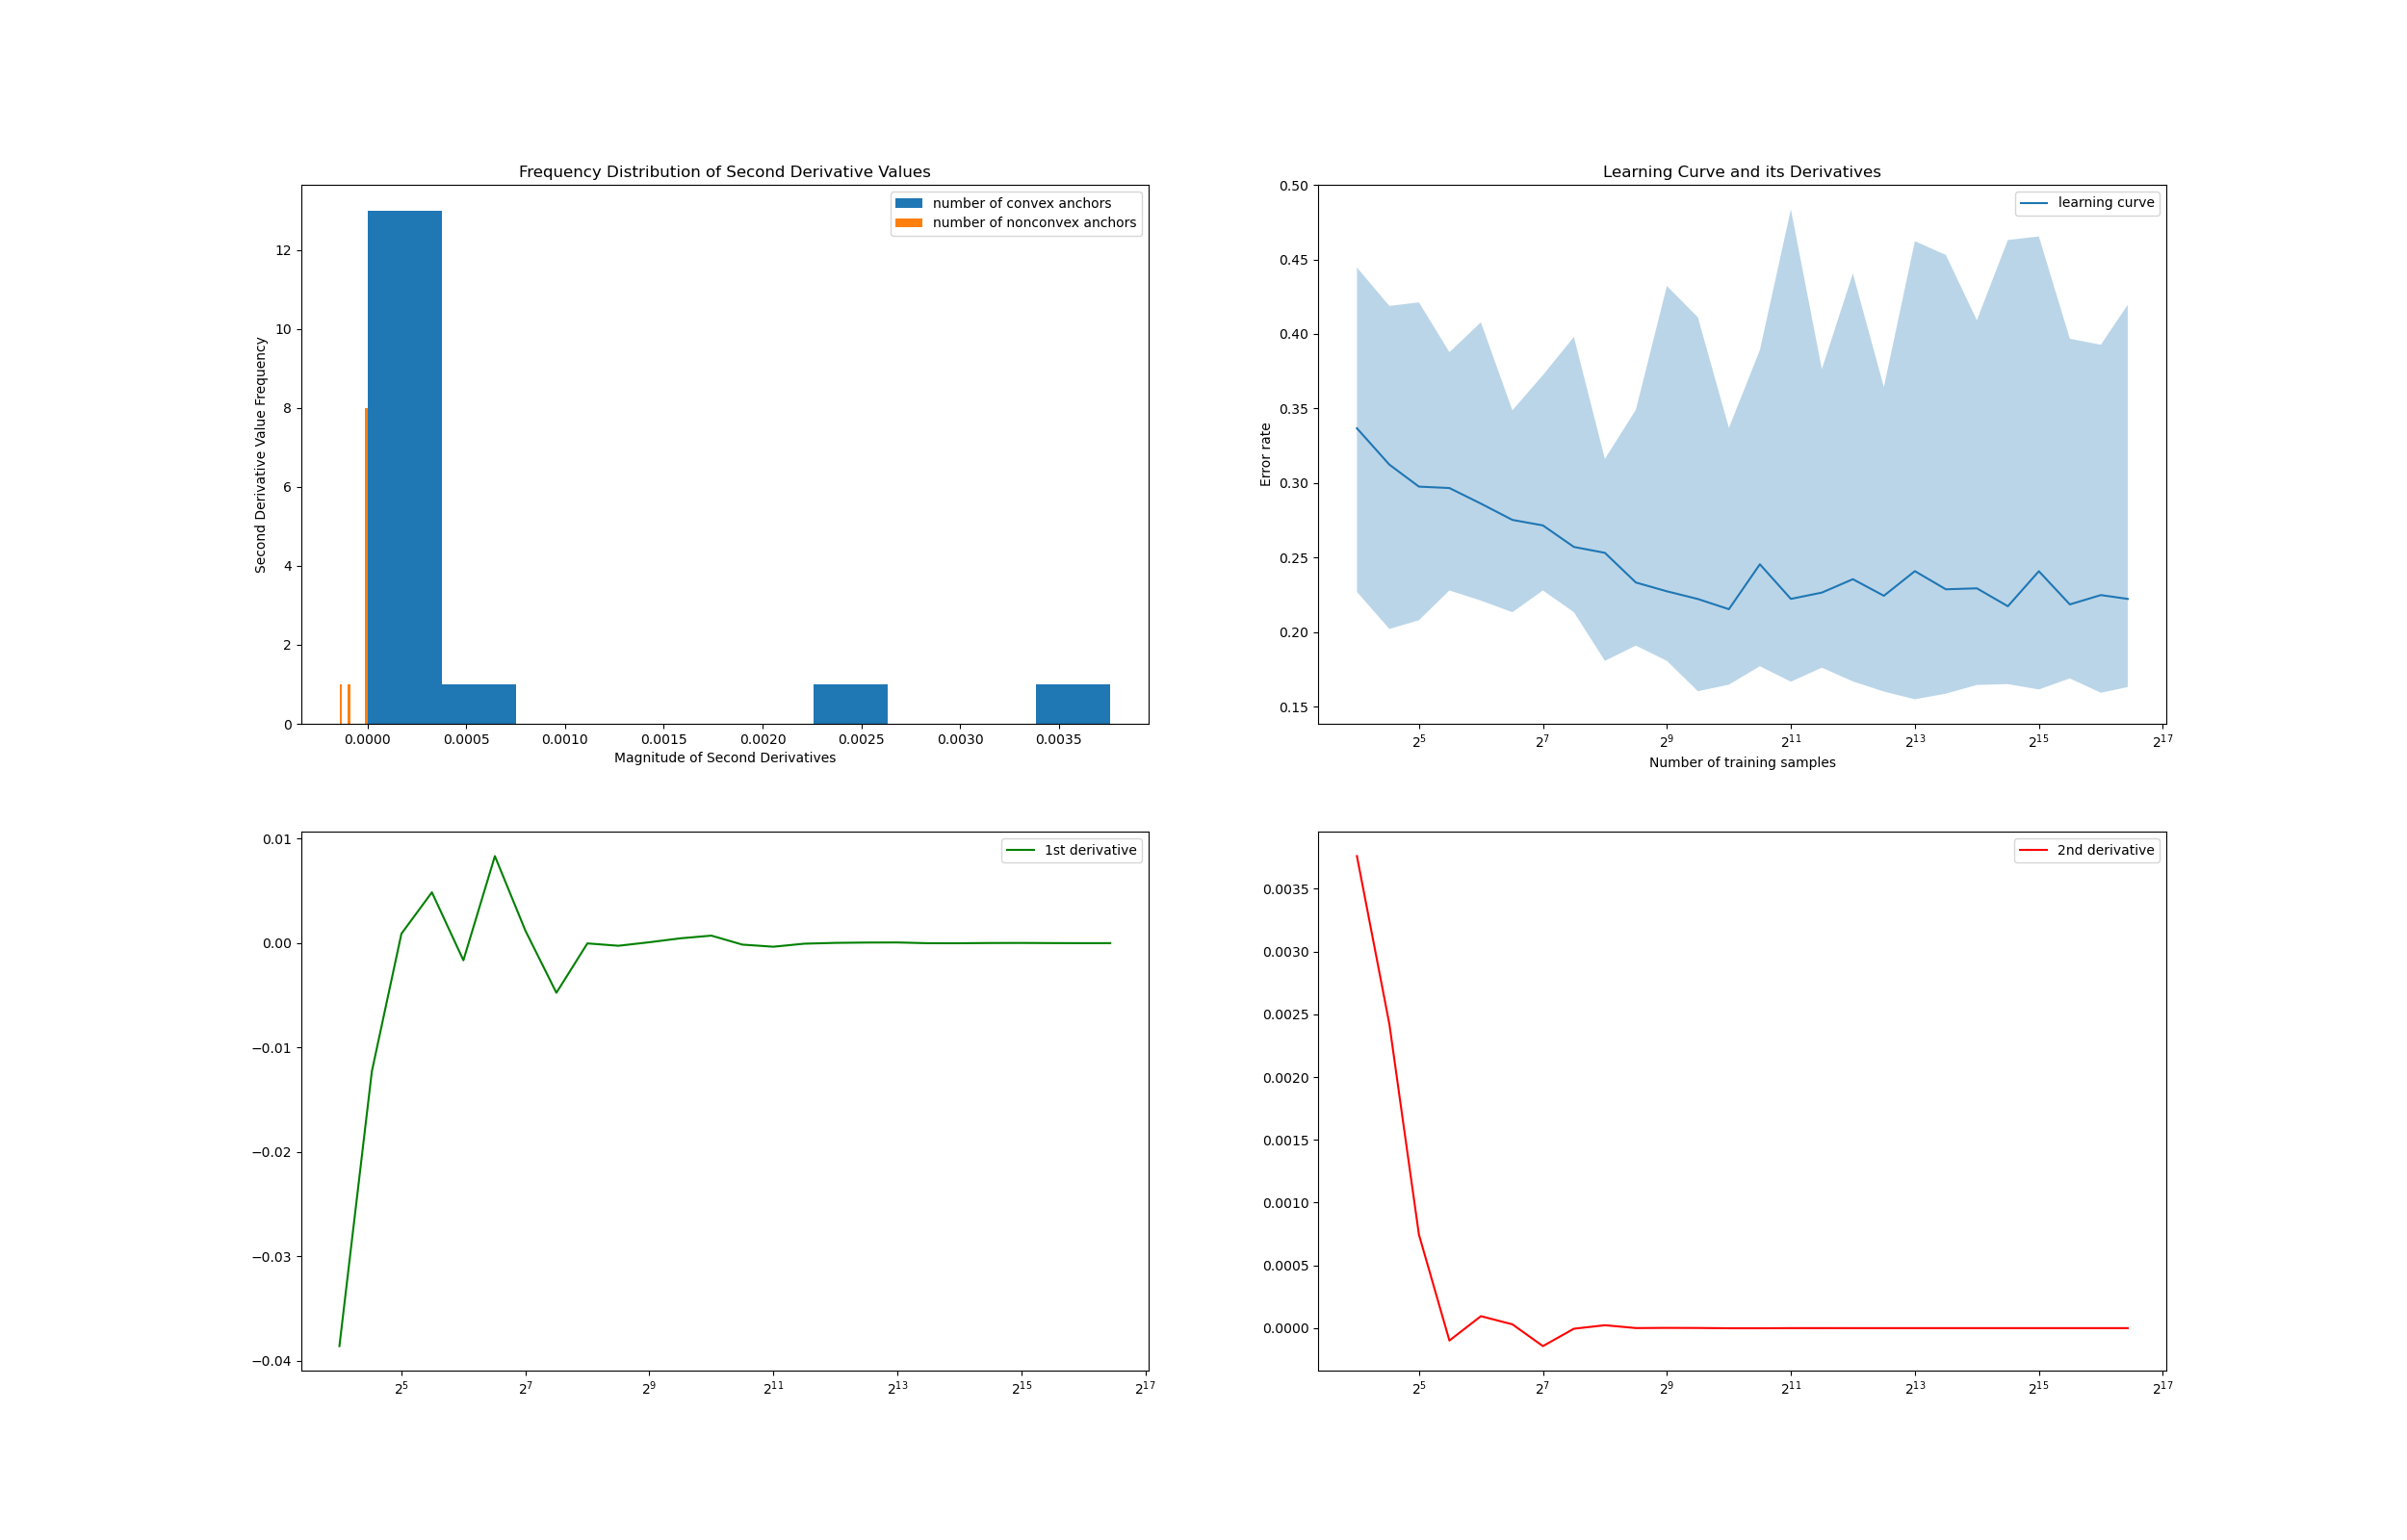 Frequency Distribution of Second Derivative Values
number of convex anchors
number of nonconvex anchors
Second Derivative Value Frequency
12
10
8
6
4
2
0
0.0000 0.0005 0.0010 0.0015 0.0020 0.0025 0.0030 0.0035
Magnitude of Second Derivatives
Learning Curve and its Derivatives
learning curve
Error rate
0.50
0.45
0.40
0.35
0.30
0.25
0.20
0.15
2^5 2^7 2^9 2^11 2^13 2^15 2^17
Number of training samples
1st derivative
0.01
0.00
−0.01
−0.02
−0.03
−0.04
2^5 2^7 2^9 2^11 2^13 2^15 2^17
2nd derivative
0.0035
0.0030
0.0025
0.0020
0.0015
0.0010
0.0005
0.0000
2^5 2^7 2^9 2^11 2^13 2^15 2^17